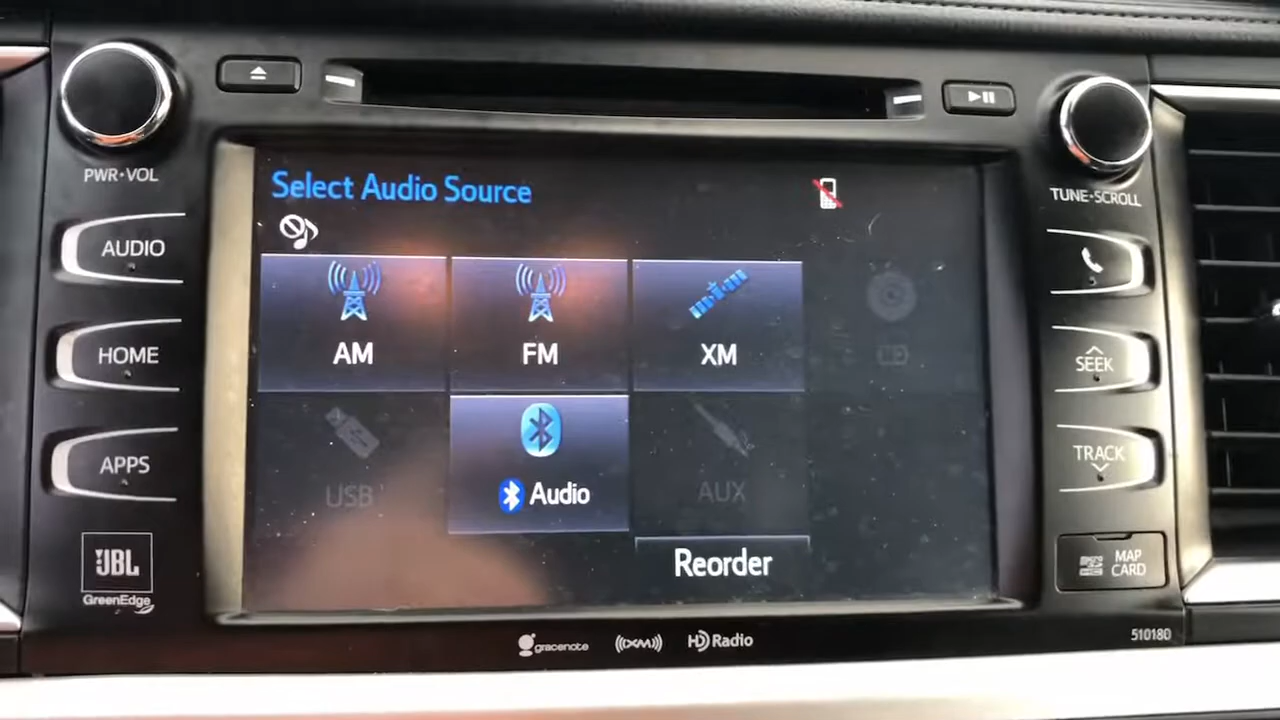 PWR•VOL
TUNE•SCROLL
Select Audio Source
AUDIO
HOME
APPS
AM
FM
XM
USB
Audio
AUX
Reorder
SEEK
TRACK
MAP
CARD
JBL
GreenEdge
gracenote
((XM))
HD Radio
510180